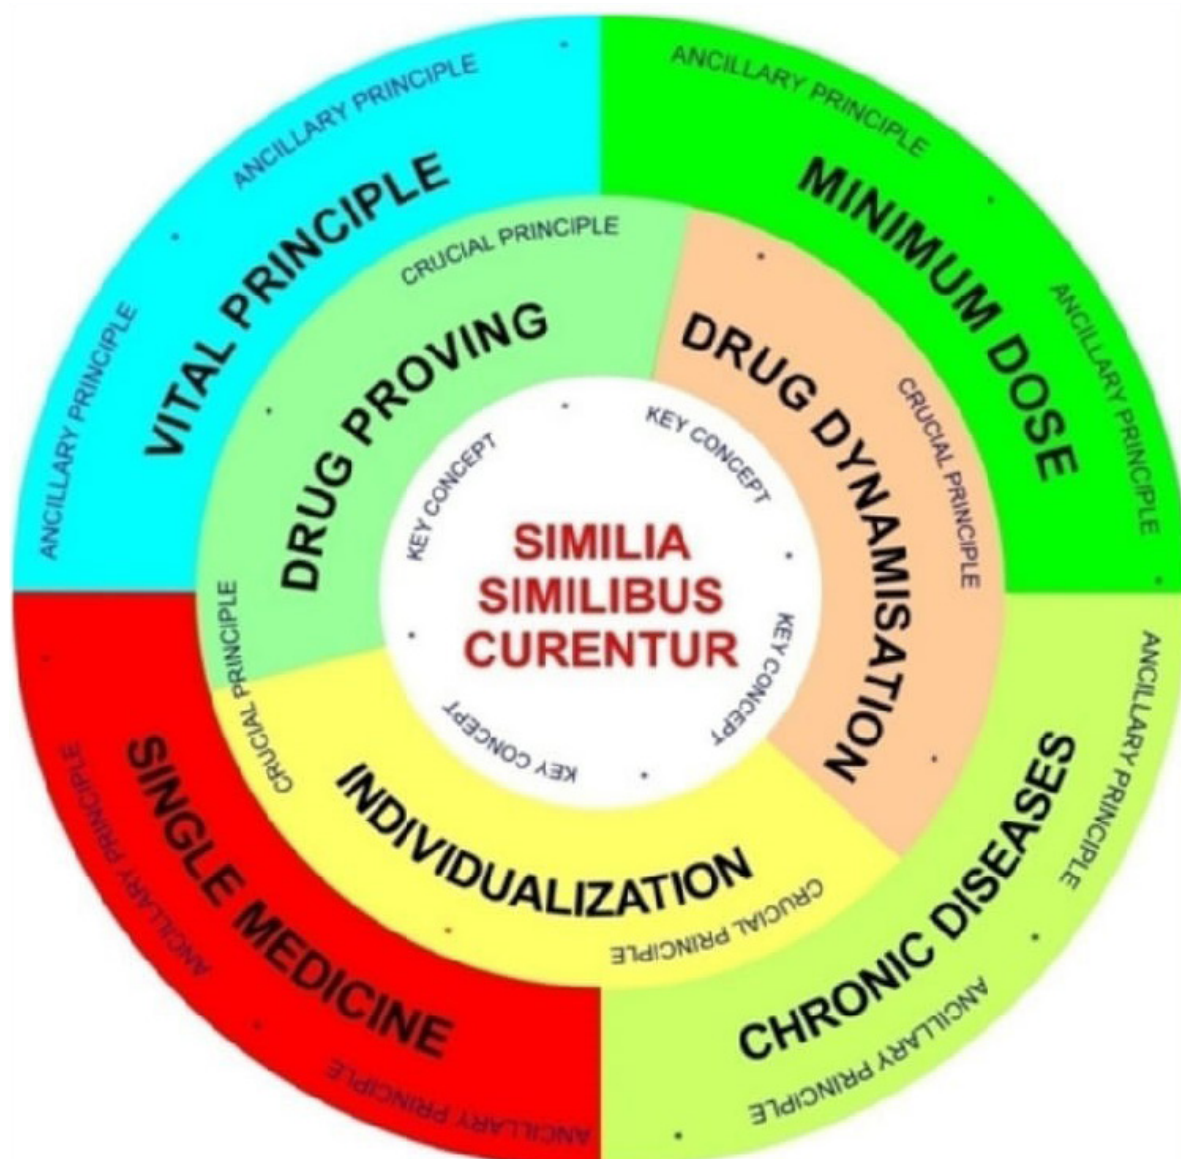 ANCILLARY PRINCIPLE
ANCILLARY PRINCIPLE
VITAL PRINCIPLE
ANCILLARY PRINCIPLE
ANCILLARY PRINCIPLE
MINIMUM DOSE
ANCILLARY PRINCIPLE
ANCILLARY PRINCIPLE
CHRONIC DISEASES
ANCILLARY PRINCIPLE
ANCILLARY PRINCIPLE
SINGLE MEDICINE
CRUCIAL PRINCIPLE
DRUG PROVING
CRUCIAL PRINCIPLE
DRUG DYNAMISATION
CRUCIAL PRINCIPLE
INDIVIDUALIZATION
CRUCIAL PRINCIPLE
KEY CONCEPT
KEY CONCEPT
KEY CONCEPT
KEY CONCEPT
SIMILIA
SIMILIBUS
CURENTUR